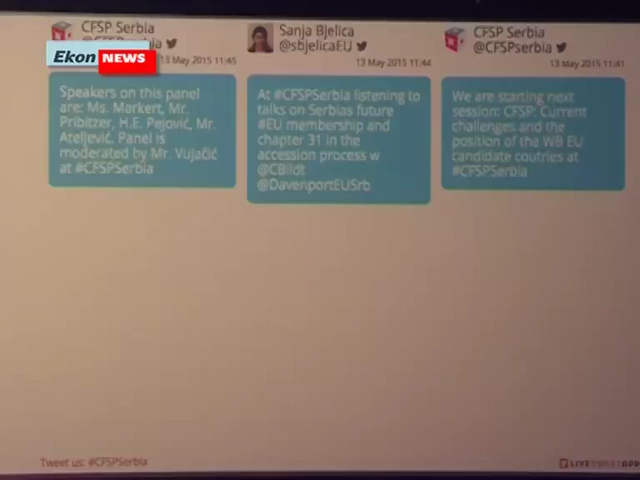 CFSP Serbia
Ekon NEWS
13 May 2015 11:45
Speakers on this panel
are: Ms. Markert, Mr.
Pribitzer, H.E. Pejović, Mr.
Ateljević. Panel is
moderated by Mr. Vujačić
at #CFSPSerbia
Sanja Bjelica
@sbjelicaEU
13 May 2015 11:44
At #CFSPSerbia listening to
talks on Serbias future
#EU membership and
chapter 31 in the
accession process w
@CBildt
@DavenportEUSrb
CFSP Serbia
@CFSPserbia
13 May 2015 11:41
We are starting next
session: CFSP: Current
challenges and the
position of the WB EU
candidate coutries at
#CFSPSerbia
Tweet us: #CFSPSerbia
LIVETWEETAPP